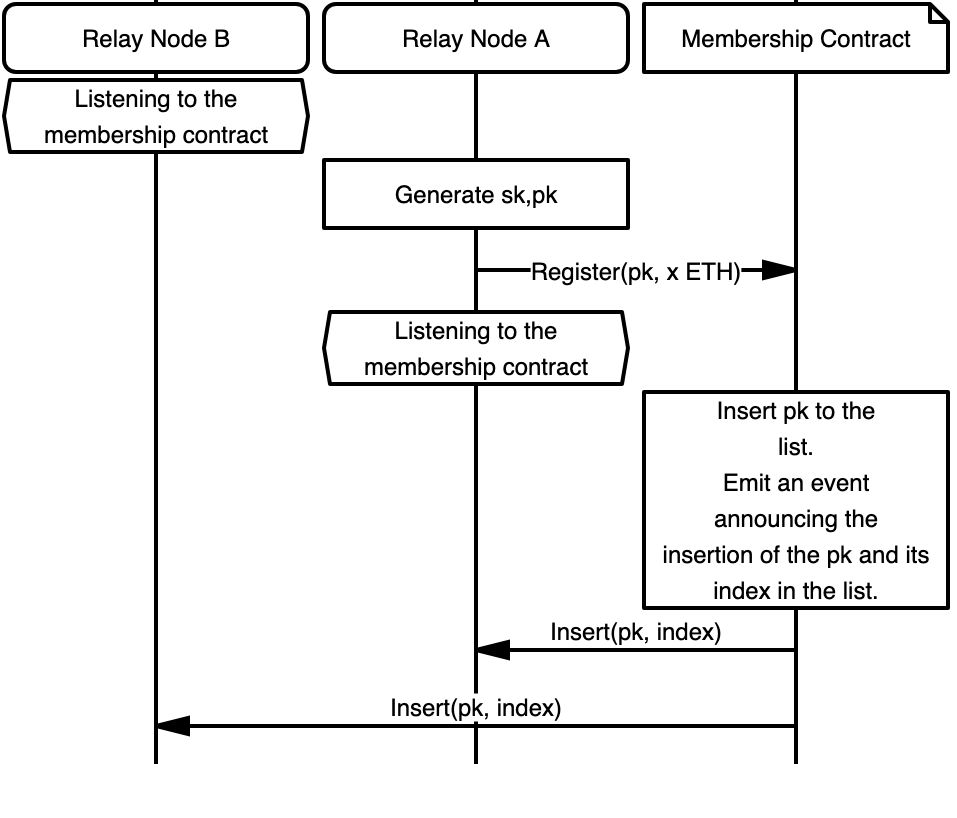 Relay Node B
Relay Node A
Membership Contract
Listening to the
membership contract
Generate sk,pk
Register(pk, x ETH)
Listening to the
membership contract
Insert pk to the
list.
Emit an event
announcing the
insertion of the pk and its
index in the list.
Insert(pk, index)
Insert(pk, index)